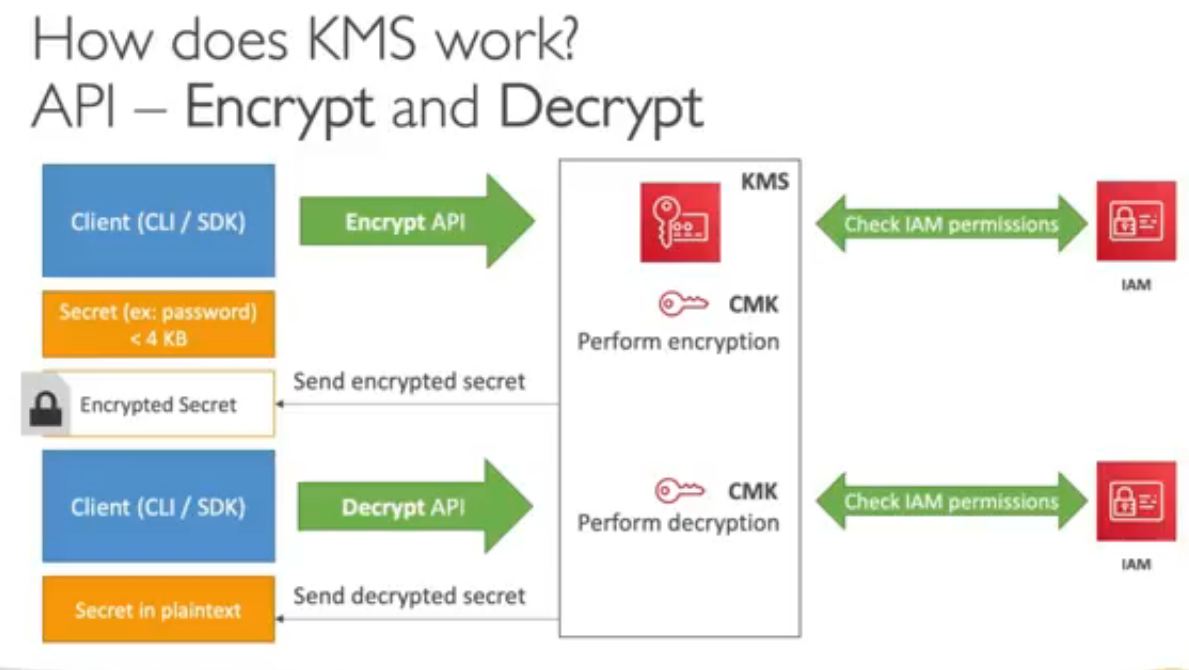 How does KMS work?
API – Encrypt and Decrypt
Client (CLI / SDK)
Encrypt API
KMS
Check IAM permissions
IAM
Secret (ex: password)
< 4 KB
CMK
Perform encryption
Send encrypted secret
Encrypted Secret
Client (CLI / SDK)
Decrypt API
CMK
Perform decryption
Check IAM permissions
IAM
Send decrypted secret
Secret in plaintext